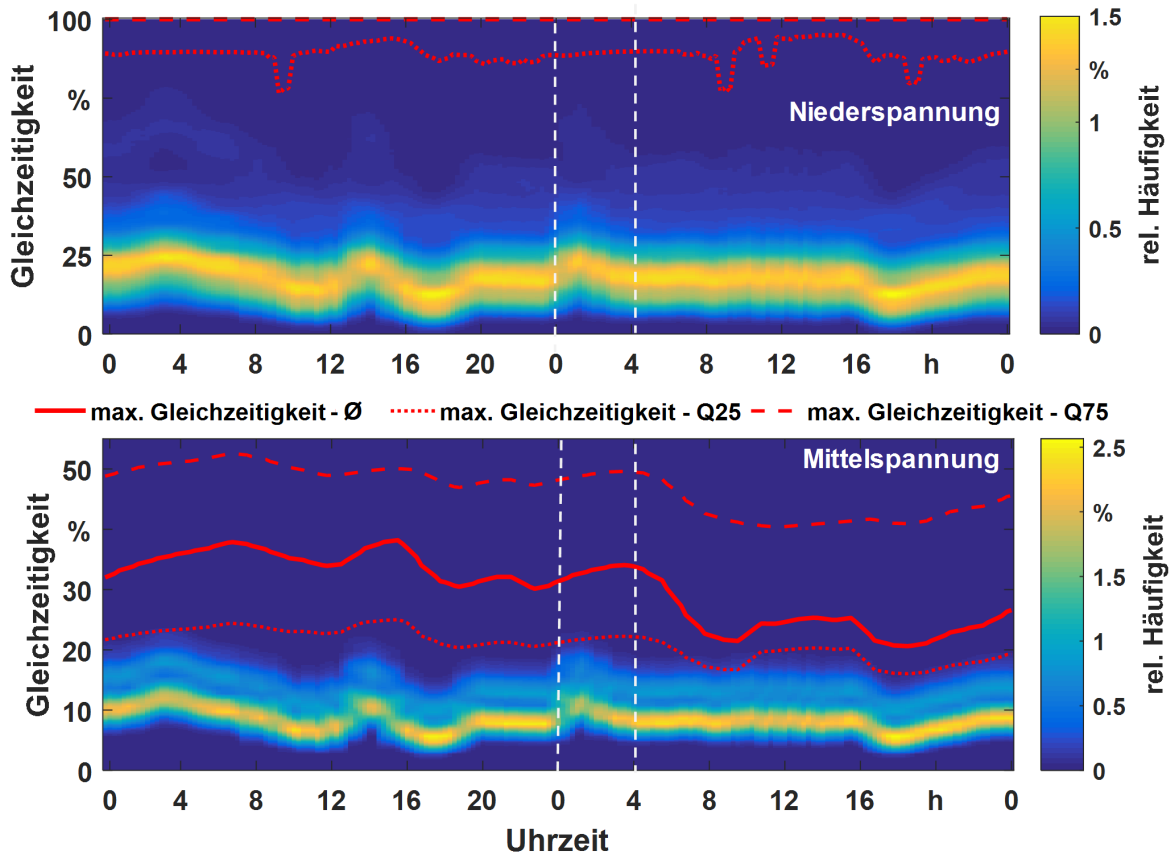 Gleichzeitigkeit
100
%
50
25
0
Niederspannung
0 4 8 12 16 20 0 4 8 12 16 h 0
1.5
%
1
0.5
0
rel. Häufigkeit
max. Gleichzeitigkeit - Ø max. Gleichzeitigkeit - Q25 max. Gleichzeitigkeit - Q75
Gleichzeitigkeit
50
%
30
20
10
0
Mittelspannung
0 4 8 12 16 20 0 4 8 12 16 h 0
Uhrzeit
2.5
%
1.5
1
0.5
0
rel. Häufigkeit